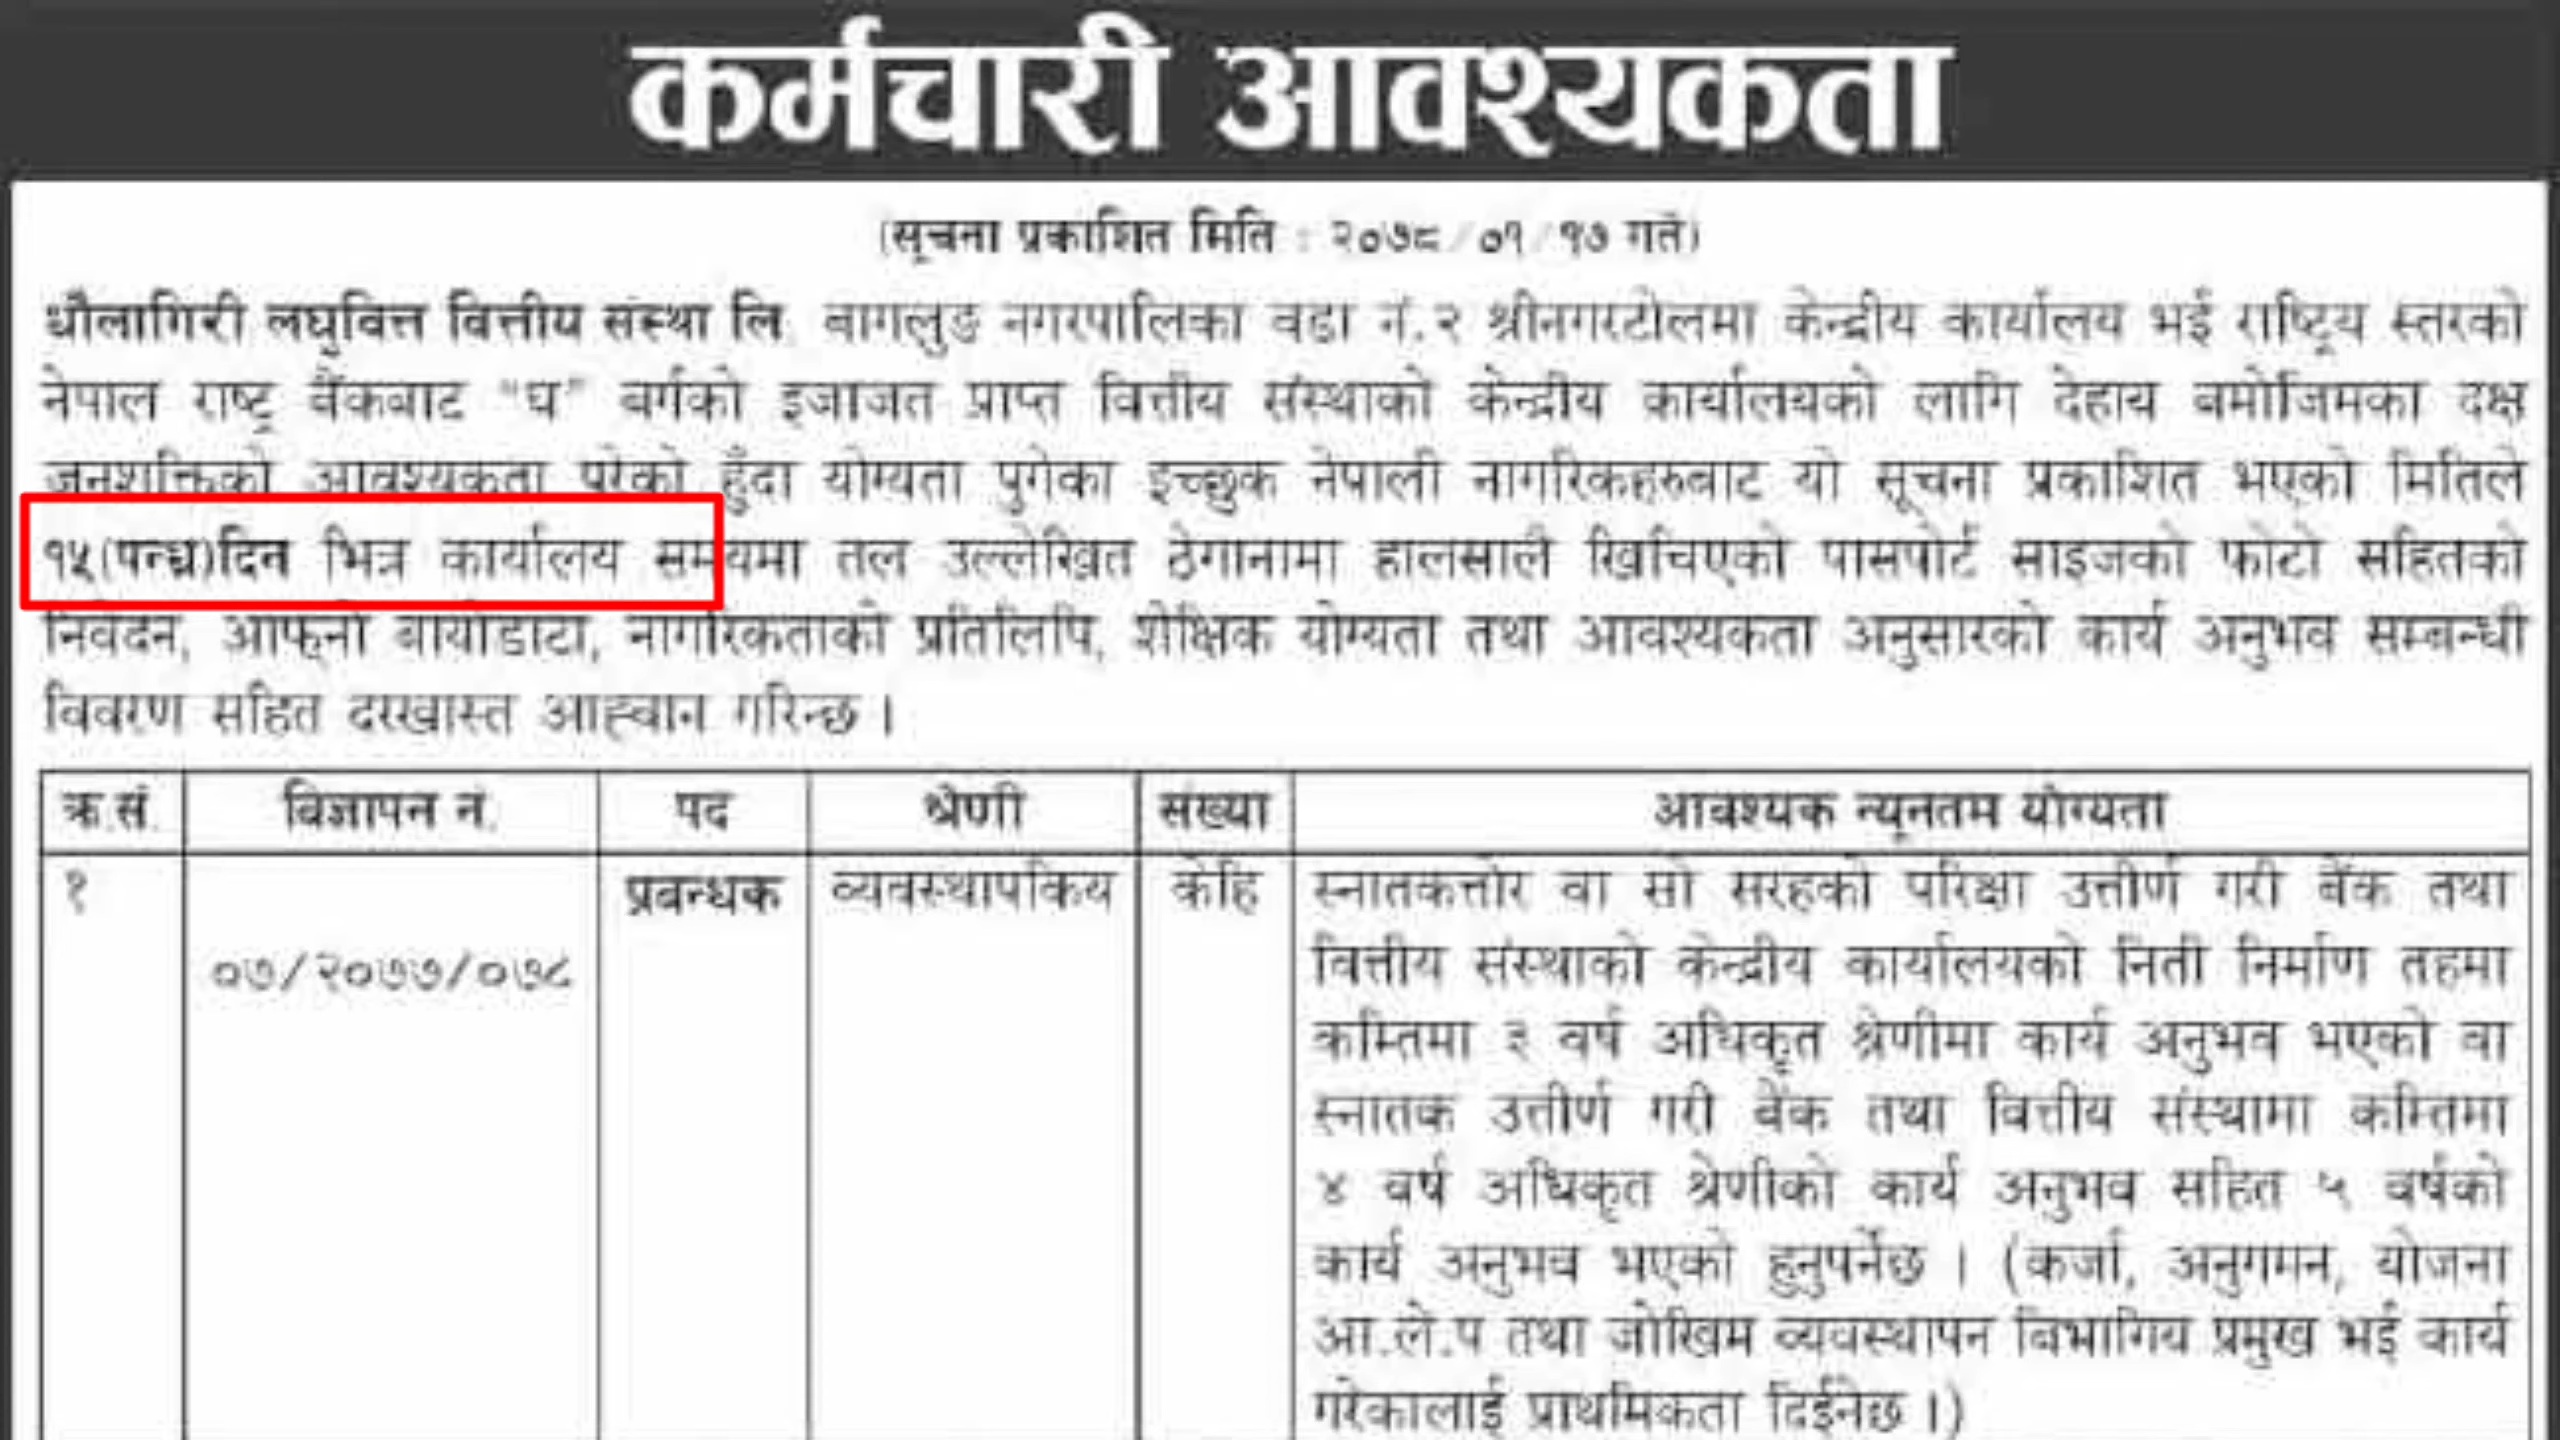 कर्मचारी आवश्यकता
(सूचना प्रकाशित मिति : २०७८/०१/१७ गते)
धौलागिरी लघुवित्त वित्तीय संस्था लि. बागलुङ नगरपालिका वडा नं.२ श्रीनगरटोलमा केन्द्रीय कार्यालय भई राष्ट्रिय स्तरको
नेपाल राष्ट्र बैंकबाट "घ" बर्गको इजाजत प्राप्त वित्तीय संस्थाको केन्द्रीय कार्यालयको लागि देहाय बमोजिमका दक्ष
जनशक्तिको आवश्यकता परेको हुँदा योग्यता पुगेका इच्छुक नेपाली नागरिकहरुबाट यो सूचना प्रकाशित भएको मितिले
१५(पन्ध्र)दिन भित्र कार्यालय समयमा तल उल्लेखित ठेगानामा हालसालै खिचिएको पासपोर्ट साइजको फोटो सहितको
निवेदन, आफ्नो बायोडाटा, नागरिकताको प्रतिलिपि, शैक्षिक योग्यता तथा आवश्यकता अनुसारको कार्य अनुभव सम्बन्धी
विवरण सहित दरखास्त आह्वान गरिन्छ ।
क्र.सं. विज्ञापन नं. पद श्रेणी संख्या आवश्यक न्यूनतम योग्यता
१ ०७/२०७७/०७८ प्रबन्धक व्यवस्थापकिय केहि स्नातकत्तोर वा सो सरहको परिक्षा उत्तीर्ण गरी बैंक तथा
वित्तीय संस्थाको केन्द्रीय कार्यालयको निती निर्माण तहमा
कम्तिमा ३ वर्ष अधिकृत श्रेणीमा कार्य अनुभव भएको वा
स्नातक उत्तीर्ण गरी बैंक तथा वित्तीय संस्थामा कम्तिमा
४ वर्ष अधिकृत श्रेणीको कार्य अनुभव सहित ५ वर्षको
कार्य अनुभव भएको हुनुपर्नेछ । (कर्जा, अनुगमन, योजना
आ.ले.प तथा जोखिम व्यवस्थापन विभागिय प्रमुख भई कार्य
गरेकालाई प्राथमिकता दिईनेछ ।)